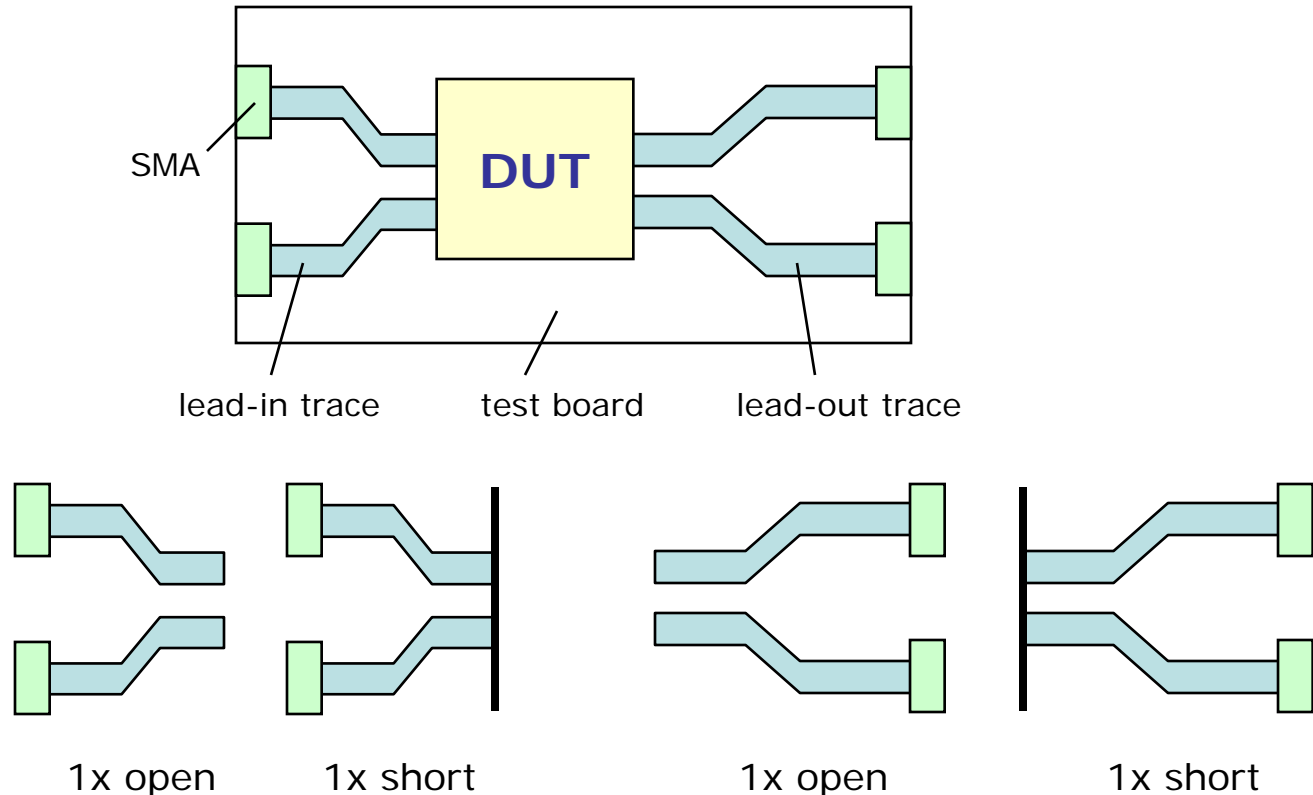 SMA
DUT
lead-in trace
test board
lead-out trace
1x open
1x short
1x open
1x short